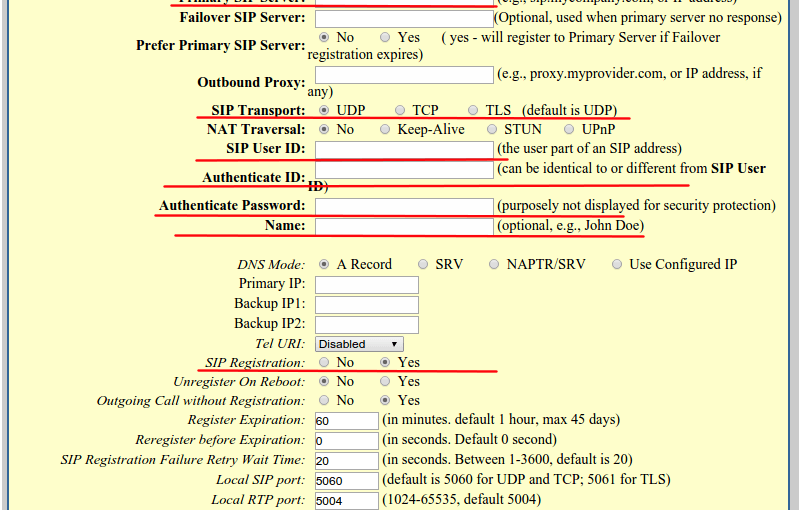 Primary SIP Server: (e.g., sip.mycompany.com, or IP address)
Failover SIP Server: (Optional, used when primary server no response)
Prefer Primary SIP Server: No Yes ( yes - will register to Primary Server if Failover
registration expires)
Outbound Proxy: (e.g., proxy.myprovider.com, or IP address, if
any)
SIP Transport: UDP TCP TLS (default is UDP)
NAT Traversal: No Keep-Alive STUN UPnP
SIP User ID: (the user part of an SIP address)
Authenticate ID: (can be identical to or different from SIP User
ID)
Authenticate Password: (purposely not displayed for security protection)
Name: (optional, e.g., John Doe)
DNS Mode: A Record SRV NAPTR/SRV Use Configured IP
Primary IP:
Backup IP1:
Backup IP2:
Tel URI: Disabled
SIP Registration: No Yes
Unregister On Reboot: No Yes
Outgoing Call without Registration: No Yes
Register Expiration: 60 (in minutes. default 1 hour, max 45 days)
Reregister before Expiration: 0 (in seconds. Default 0 second)
SIP Registration Failure Retry Wait Time: 20 (in seconds. Between 1-3600, default is 20)
Local SIP port: 5060 (default is 5060 for UDP and TCP; 5061 for TLS)
Local RTP port: 5004 (1024-65535, default 5004)